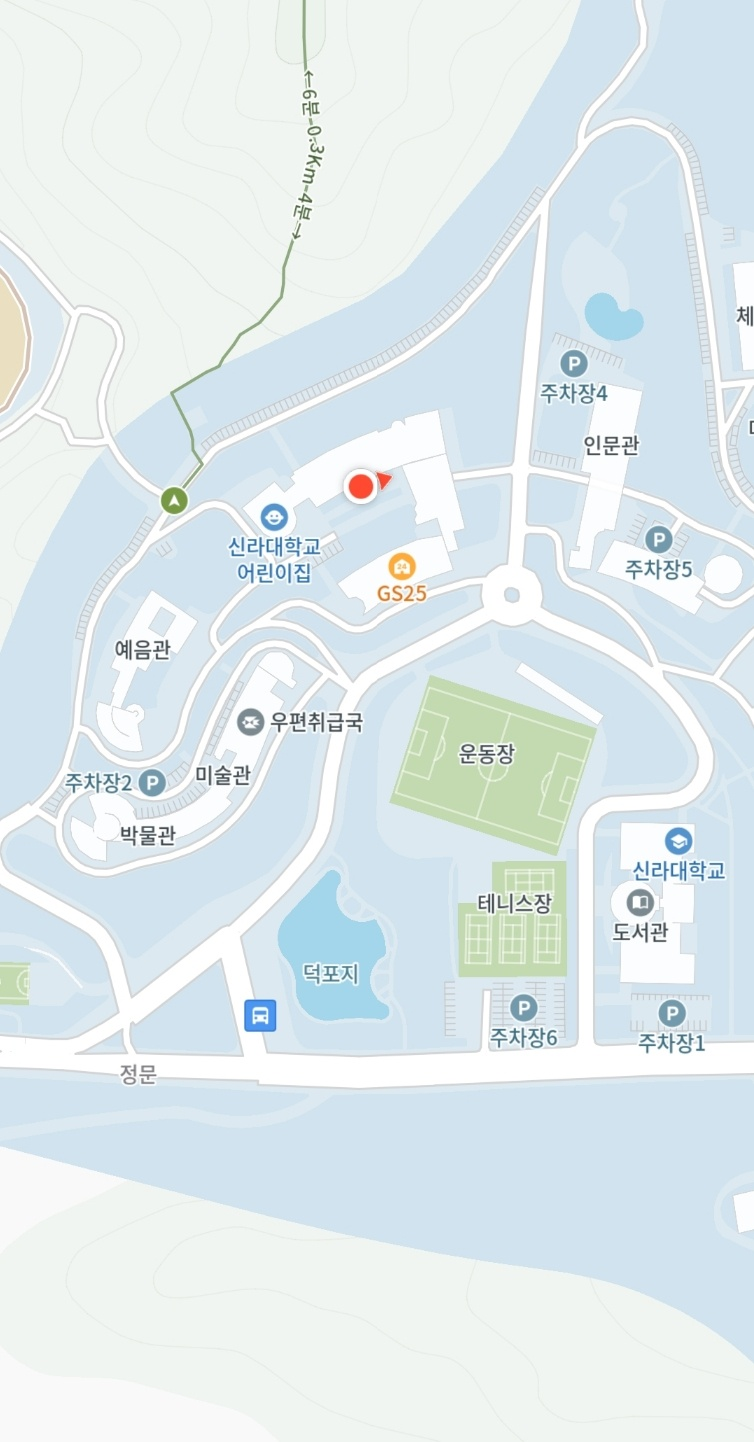 ←6분-0.3km-4분→
P
주차장4
체
인문관
P
주차장5
신라대학교
어린이집
24
GS25
예음관
우편취급국
운동장
주차장2 P
미술관
박물관
신라대학교
테니스장
도서관
덕포지
P
주차장6
P
주차장1
정문